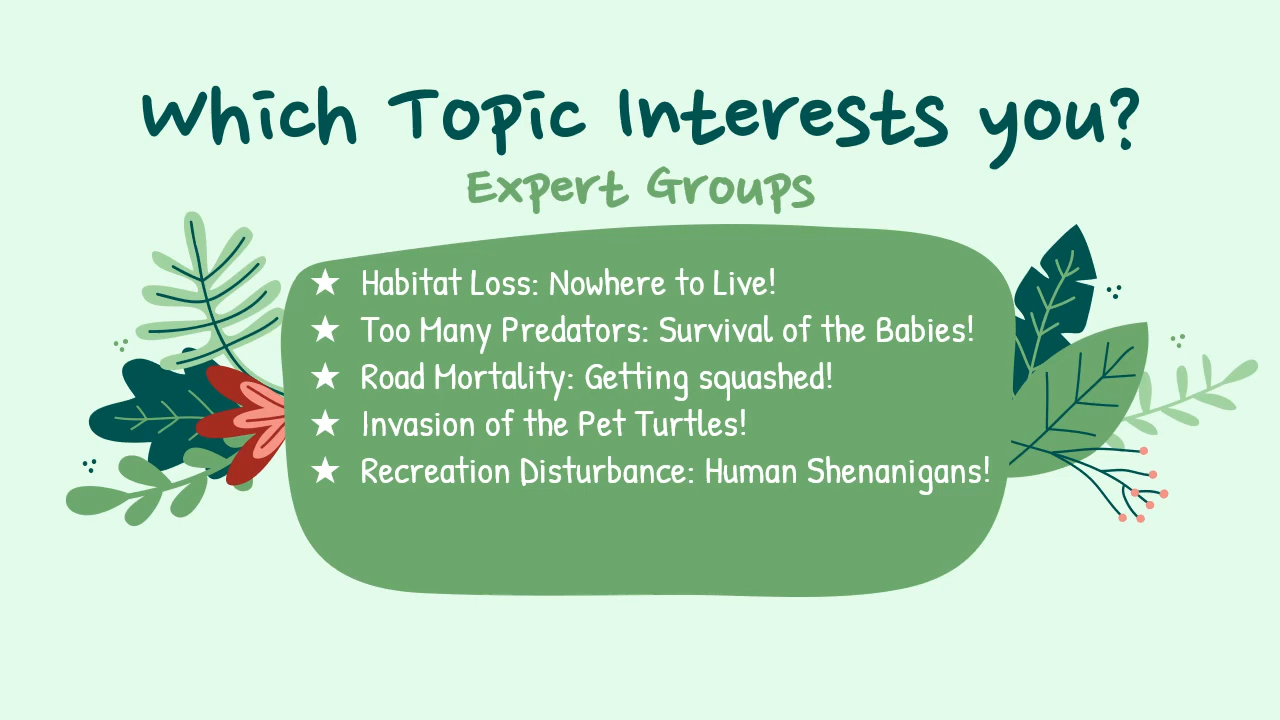 Which Topic Interests you?
Expert Groups
★ Habitat Loss: Nowhere to Live!
★ Too Many Predators: Survival of the Babies!
★ Road Mortality: Getting squashed!
★ Invasion of the Pet Turtles!
★ Recreation Disturbance: Human Shenanigans!